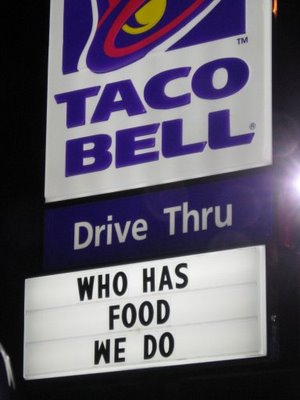 TM
TACO
BELL®
Drive Thru
WHO HAS
FOOD
WE DO